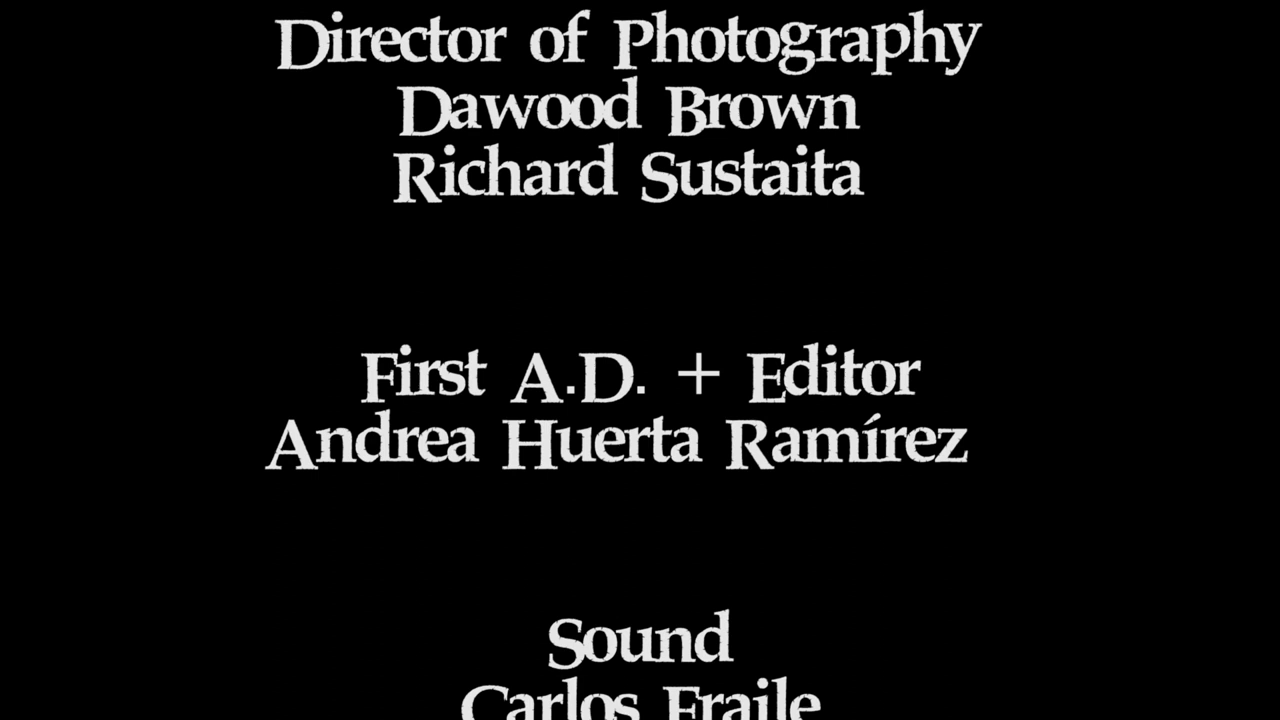 Director of Photography
Dawood Brown
Richard Sustaita
First A.D. + Editor
Andrea Huerta Ramírez
Sound
Carlos Fraile